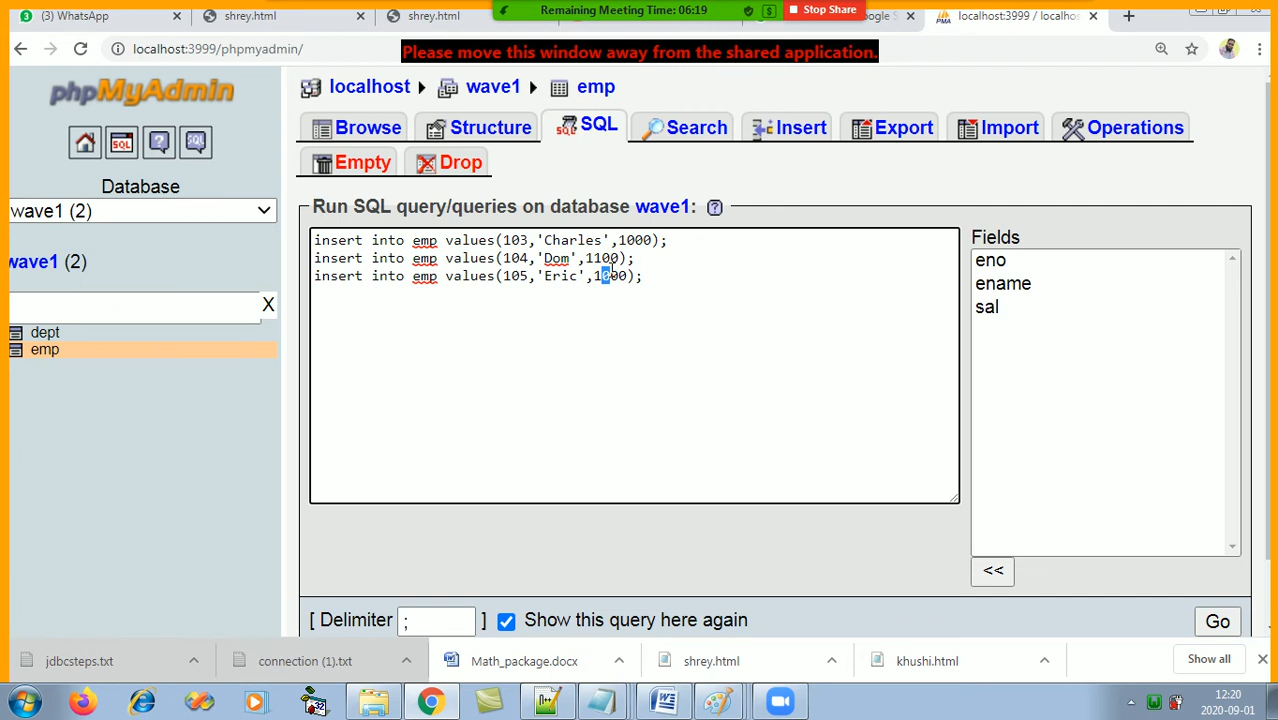 (3) WhatsApp
shrey.html
shrey.html
Remaining Meeting Time: 06:19
Stop Share
localhost:3999 / localhos
localhost:3999/phpmyadmin/
Please move this window away from the shared application.
phpMyAdmin
localhost
wave1
emp
Browse
Structure
SQL
Search
Insert
Export
Import
Operations
Empty
Drop
SQL
SQL
Database
wave1 (2)
wave1 (2)
X
dept
emp
Run SQL query/queries on database wave1:
insert into emp values(103,'Charles',1000);
insert into emp values(104,'Dom',1100);
insert into emp values(105,'Eric',1000);
Fields
eno
ename
sal
<<
[ Delimiter ; ] Show this query here again
Go
jdbcsteps.txt
connection (1).txt
Math_package.docx
shrey.html
khushi.html
Show all
12:20
2020-09-01